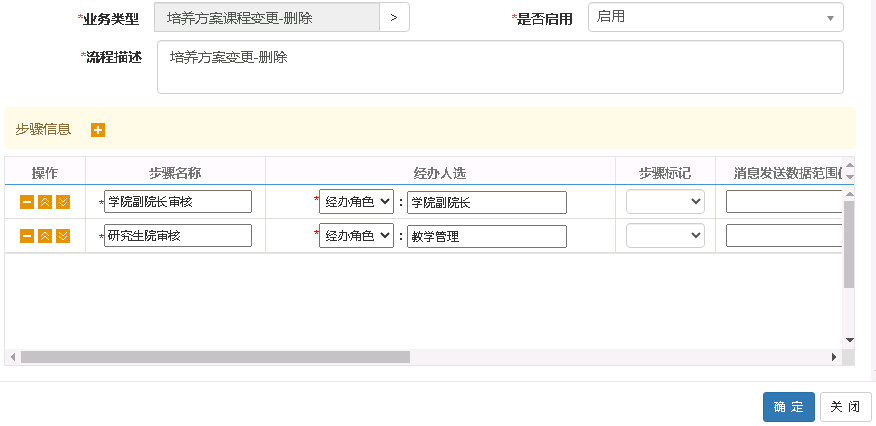 *业务类型 培养方案课程变更-删除 > *是否启用 启用
*流程描述 培养方案变更-删除
步骤信息
操作 步骤名称 经办人选 步骤标记 消息发送数据范围
*学院副院长审核 *经办角色：学院副院长
*研究生院审核 *经办角色：教学管理
确 定 关 闭